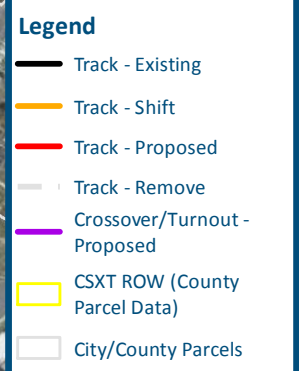 Legend
Track - Existing
Track - Shift
Track - Proposed
Track - Remove
Crossover/Turnout -
Proposed
CSXT ROW (County
Parcel Data)
City/County Parcels